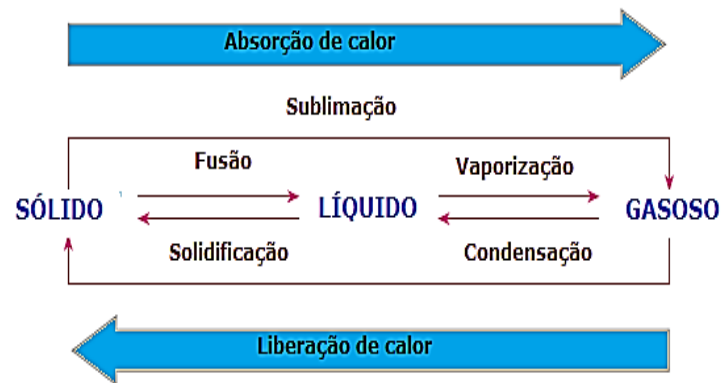 Absorção de calor
Sublimação
Fusão
Vaporização
SÓLIDO
LÍQUIDO
GASOSO
Solidificação
Condensação
Liberação de calor